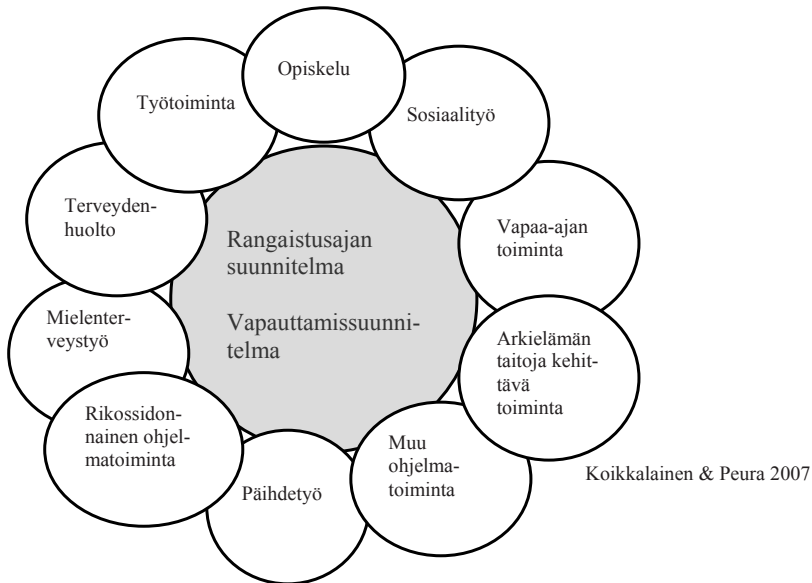 Opiskelu
Työtoiminta
Sosiaalityö
Terveyden-
huolto
Rangaistusajan
suunnitelma
Vapauttamissuunni-
telma
Vapaa-ajan
toiminta
Mielenter-
veystyö
Arkielämän
taitoja kehit-
tävä
toiminta
Rikossidon-
nainen ohjel-
matoiminta
Päihdetyö
Muu
ohjelma-
toiminta
Koikkalainen & Peura 2007